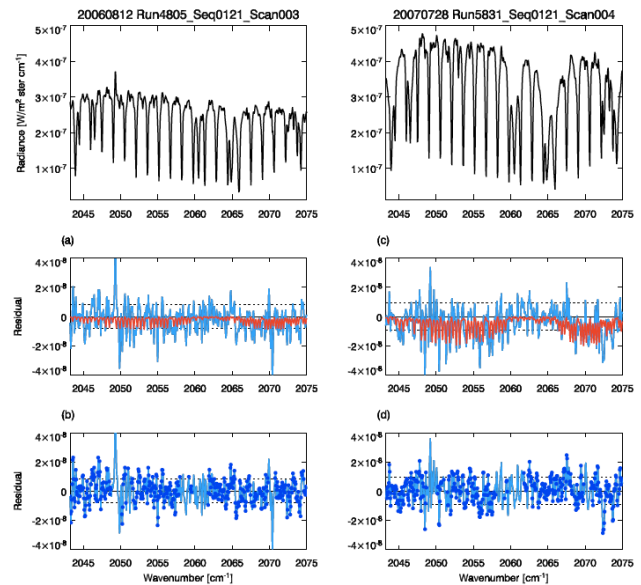 20060812 Run4805_Seq0121_Scan003
20070728 Run5831_Seq0121_Scan004
Radiance [W/m² ster cm⁻¹]
5×10⁻⁷
4×10⁻⁷
3×10⁻⁷
2×10⁻⁷
1×10⁻⁷
2045 2050 2055 2060 2065 2070 2075
5×10⁻⁷
4×10⁻⁷
3×10⁻⁷
2×10⁻⁷
1×10⁻⁷
2045 2050 2055 2060 2065 2070 2075
(a)
(c)
Residual
4×10⁻⁸
2×10⁻⁸
0
-2×10⁻⁸
-4×10⁻⁸
2045 2050 2055 2060 2065 2070 2075
4×10⁻⁸
2×10⁻⁸
0
-2×10⁻⁸
-4×10⁻⁸
2045 2050 2055 2060 2065 2070 2075
(b)
(d)
Residual
4×10⁻⁸
2×10⁻⁸
0
-2×10⁻⁸
-4×10⁻⁸
2045 2050 2055 2060 2065 2070 2075
Wavenumber [cm⁻¹]
4×10⁻⁸
2×10⁻⁸
0
-2×10⁻⁸
-4×10⁻⁸
2045 2050 2055 2060 2065 2070 2075
Wavenumber [cm⁻¹]